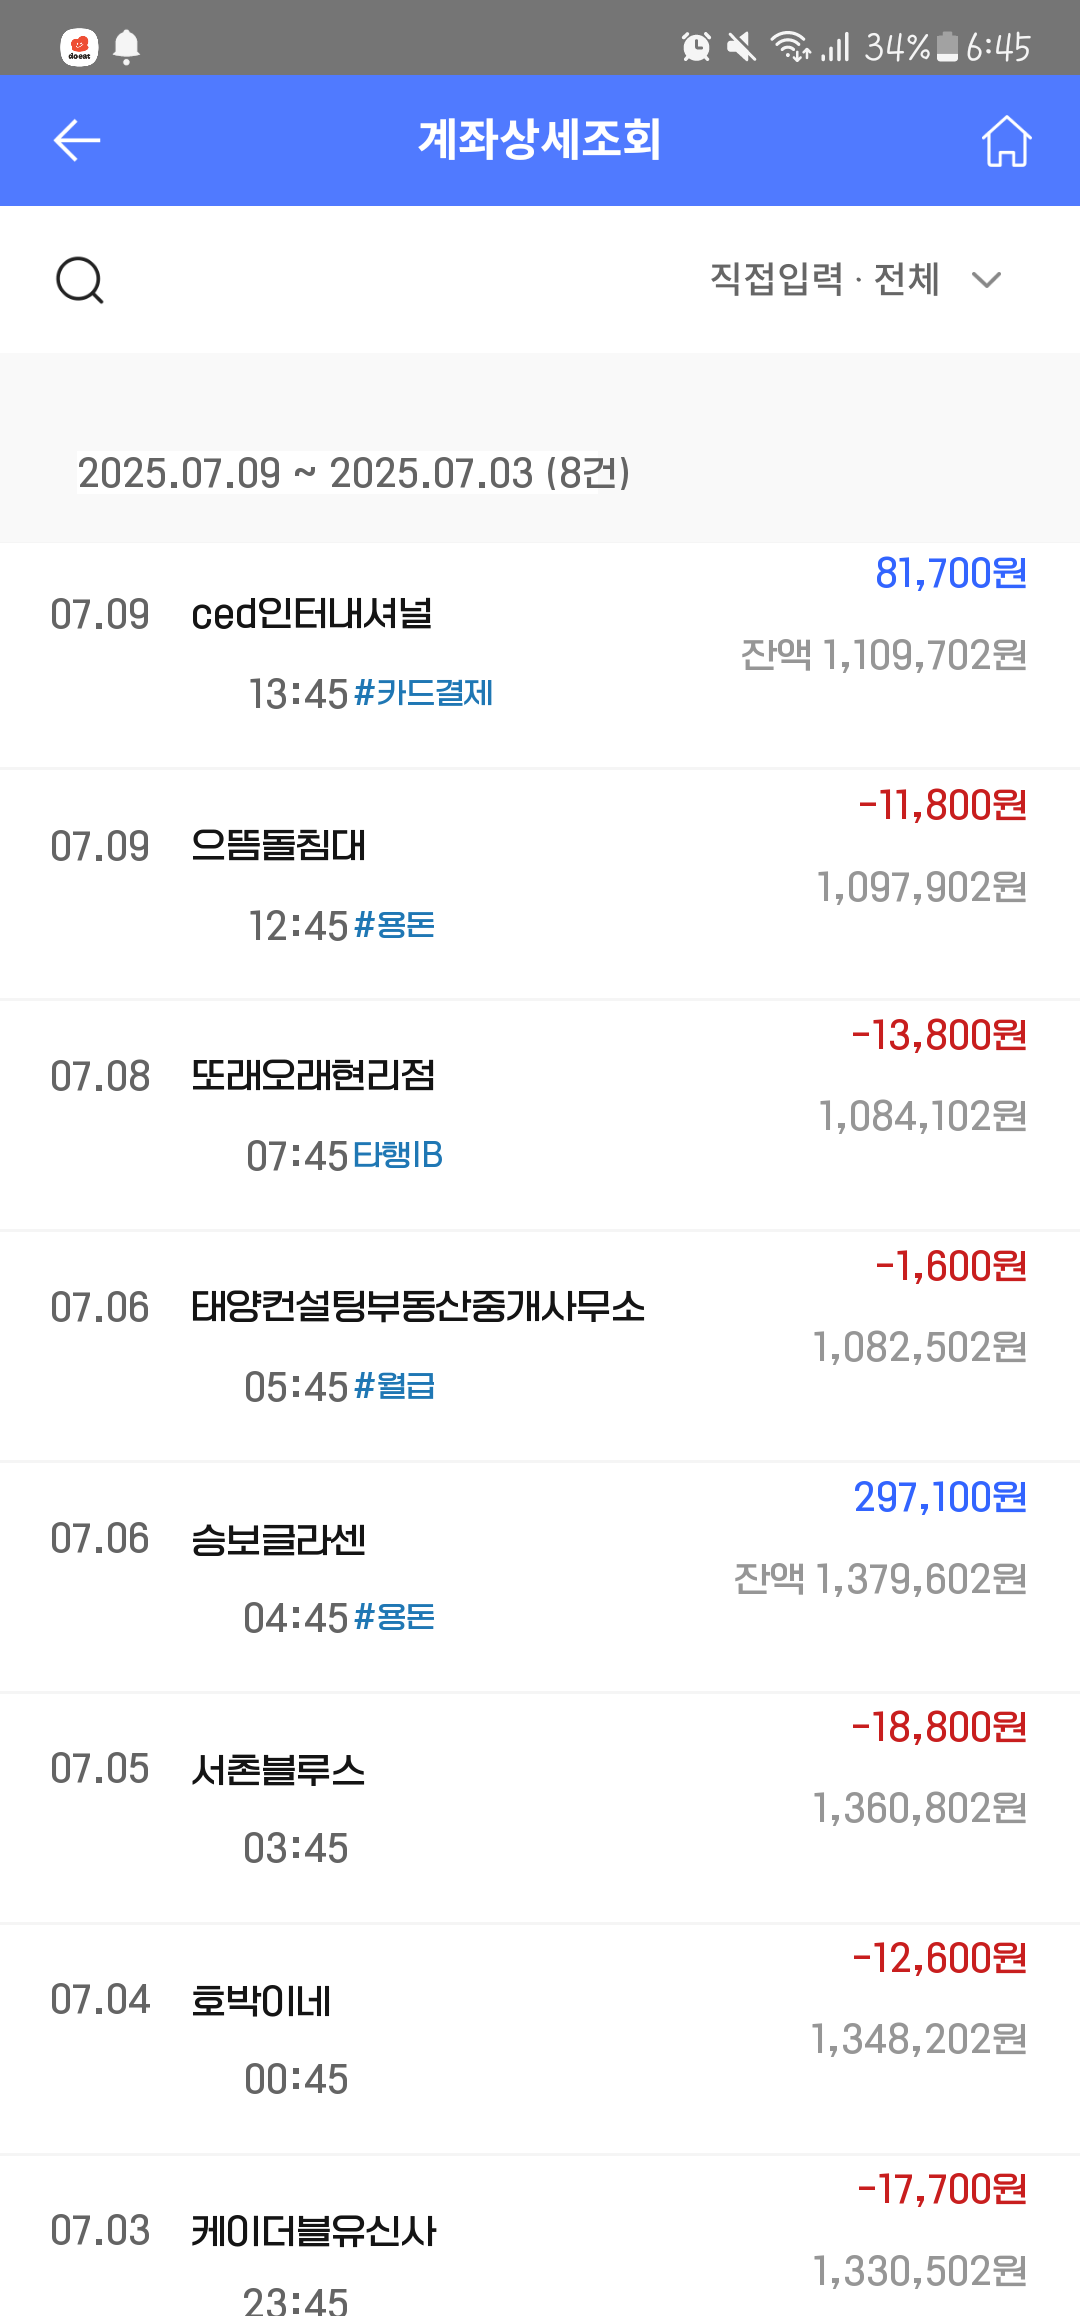 doeat
34% 6:45
계좌상세조회
직접입력 · 전체
2025.07.09 ~ 2025.07.03 (8건)
81,700원
07.09 ced인터내셔널
잔액 1,109,702원
13:45 #카드결제
-11,800원
07.09 으뜸돌침대
1,097,902원
12:45 #용돈
-13,800원
07.08 또래오래현리점
1,084,102원
07:45 타행IB
-1,600원
07.06 태양컨설팅부동산중개사무소
1,082,502원
05:45 #월급
297,100원
07.06 승보글라센
잔액 1,379,602원
04:45 #용돈
-18,800원
07.05 서촌블루스
1,360,802원
03:45
-12,600원
07.04 호박이네
1,348,202원
00:45
-17,700원
07.03 케이더블유신사
1,330,502원
23:45